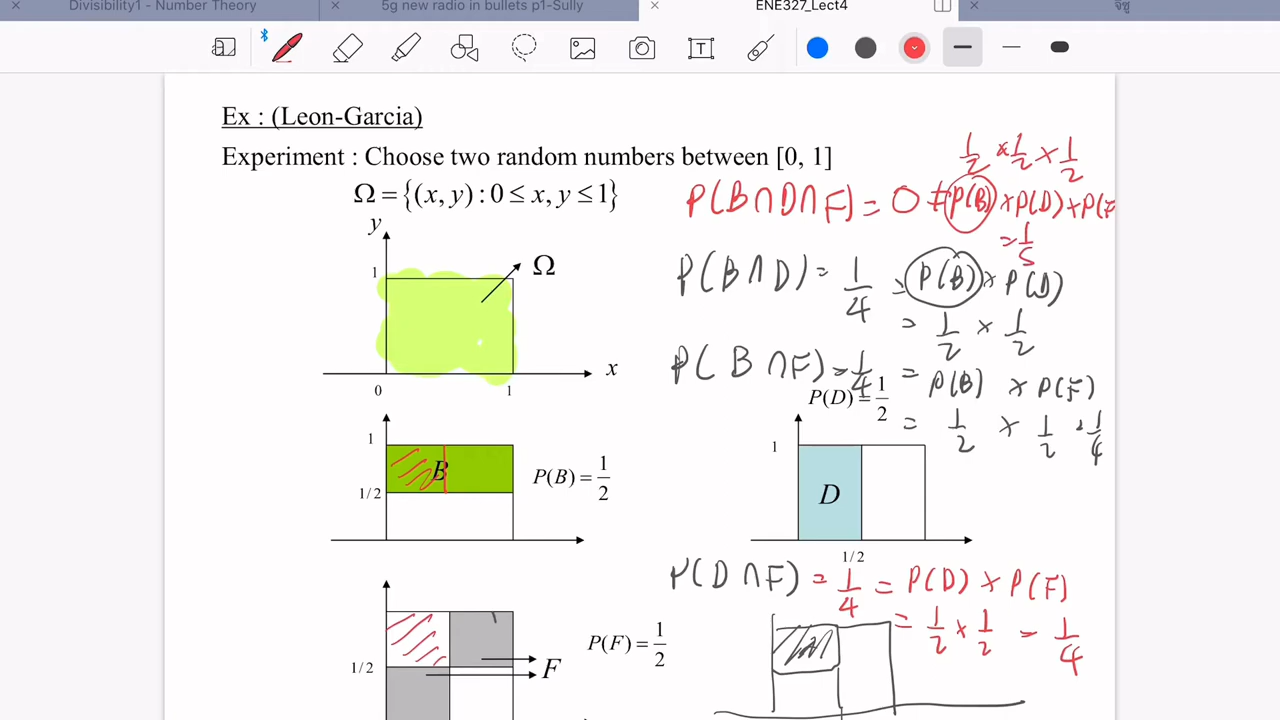 Divisibility1 - Number Theory
5g new radio in bullets p1-Sully
ENE327_Lect4
จิซู
Ex : (Leon-Garcia)
Experiment : Choose two random numbers between [0, 1]
Ω = {(x, y) : 0 ≤ x, y ≤ 1}
1/2 × 1/2 × 1/2
P(B∩D∩F) = 0 ≠ P(B) × P(D) × P(F
= 1/
y
1
Ω
x
0
1
P(B∩D) = 1/4 = P(B) × P(D)
= 1/2 × 1/2
P(B∩F) = 1/4 = P(B) × P(F)
= 1/2 × 1/2 = 1/4
P(D) = 1/2
1
B
1/2
P(B) = 1/2
1
D
1/2
P(D∩F) = 1/4 = P(D) × P(F)
= 1/2 × 1/2 = 1/4
P(F) = 1/2
1/2
F